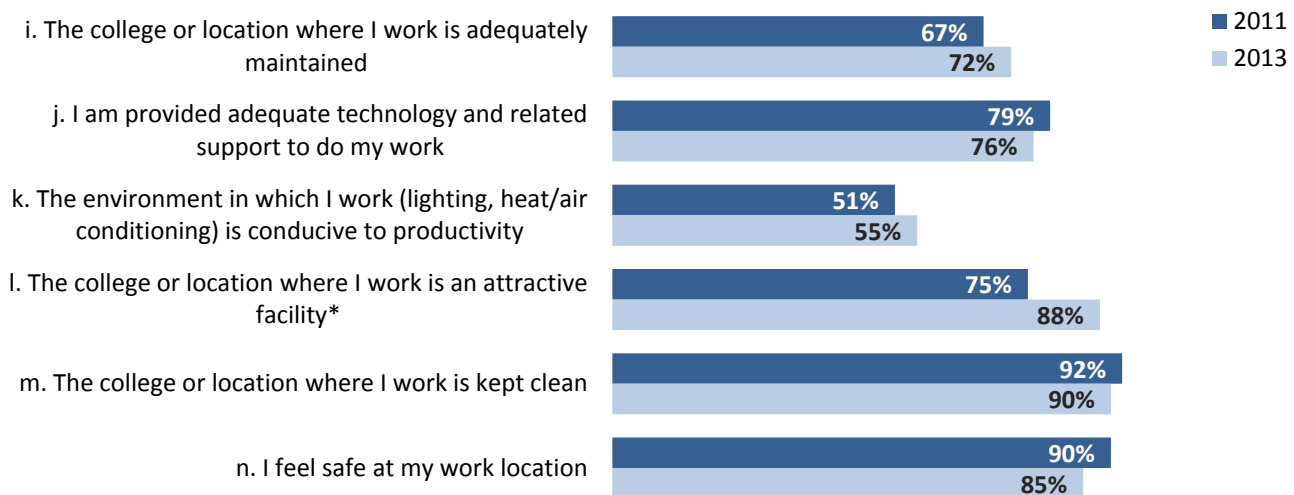 i. The college or location where I work is adequately
maintained
67%
72%
2011
2013
j. I am provided adequate technology and related
support to do my work
79%
76%
k. The environment in which I work (lighting, heat/air
conditioning) is conducive to productivity
51%
55%
l. The college or location where I work is an attractive
facility*
75%
88%
m. The college or location where I work is kept clean
92%
90%
n. I feel safe at my work location
90%
85%